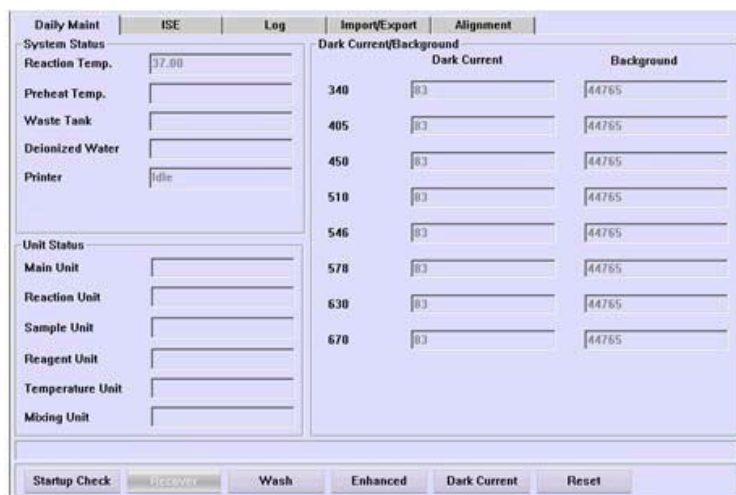 Daily Maint ISE Log Import/Export Alignment
System Status
Reaction Temp. 37.00
Preheat Temp.
Waste Tank
Deionized Water
Printer Idle
Unit Status
Main Unit
Reaction Unit
Sample Unit
Reagent Unit
Temperature Unit
Mixing Unit
Dark Current/Background
Dark Current Background
340 83 44765
405 83 44765
450 83 44765
510 83 44765
546 83 44765
578 83 44765
630 83 44765
670 83 44765
Startup Check Recover Wash Enhanced Dark Current Reset